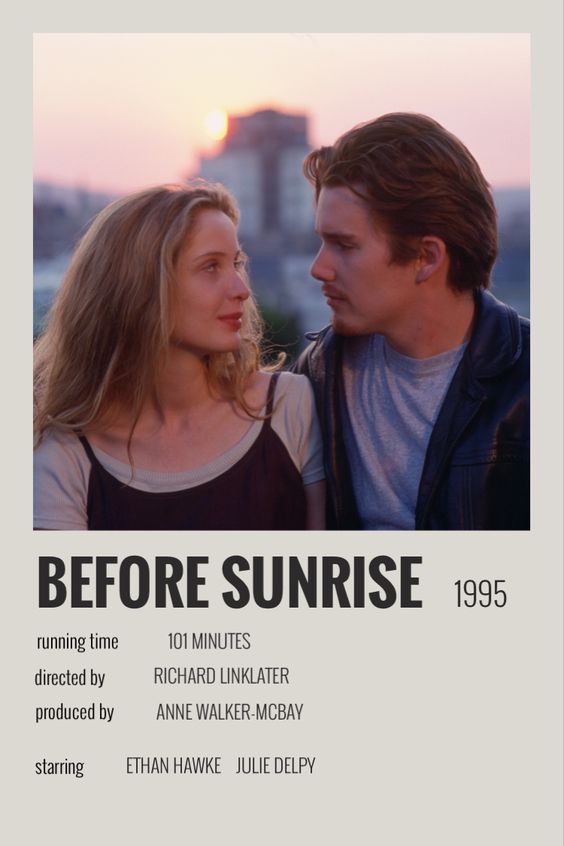 BEFORE SUNRISE 1995
running time 101 MINUTES
directed by RICHARD LINKLATER
produced by ANNE WALKER-MCBAY
starring ETHAN HAWKE JULIE DELPY